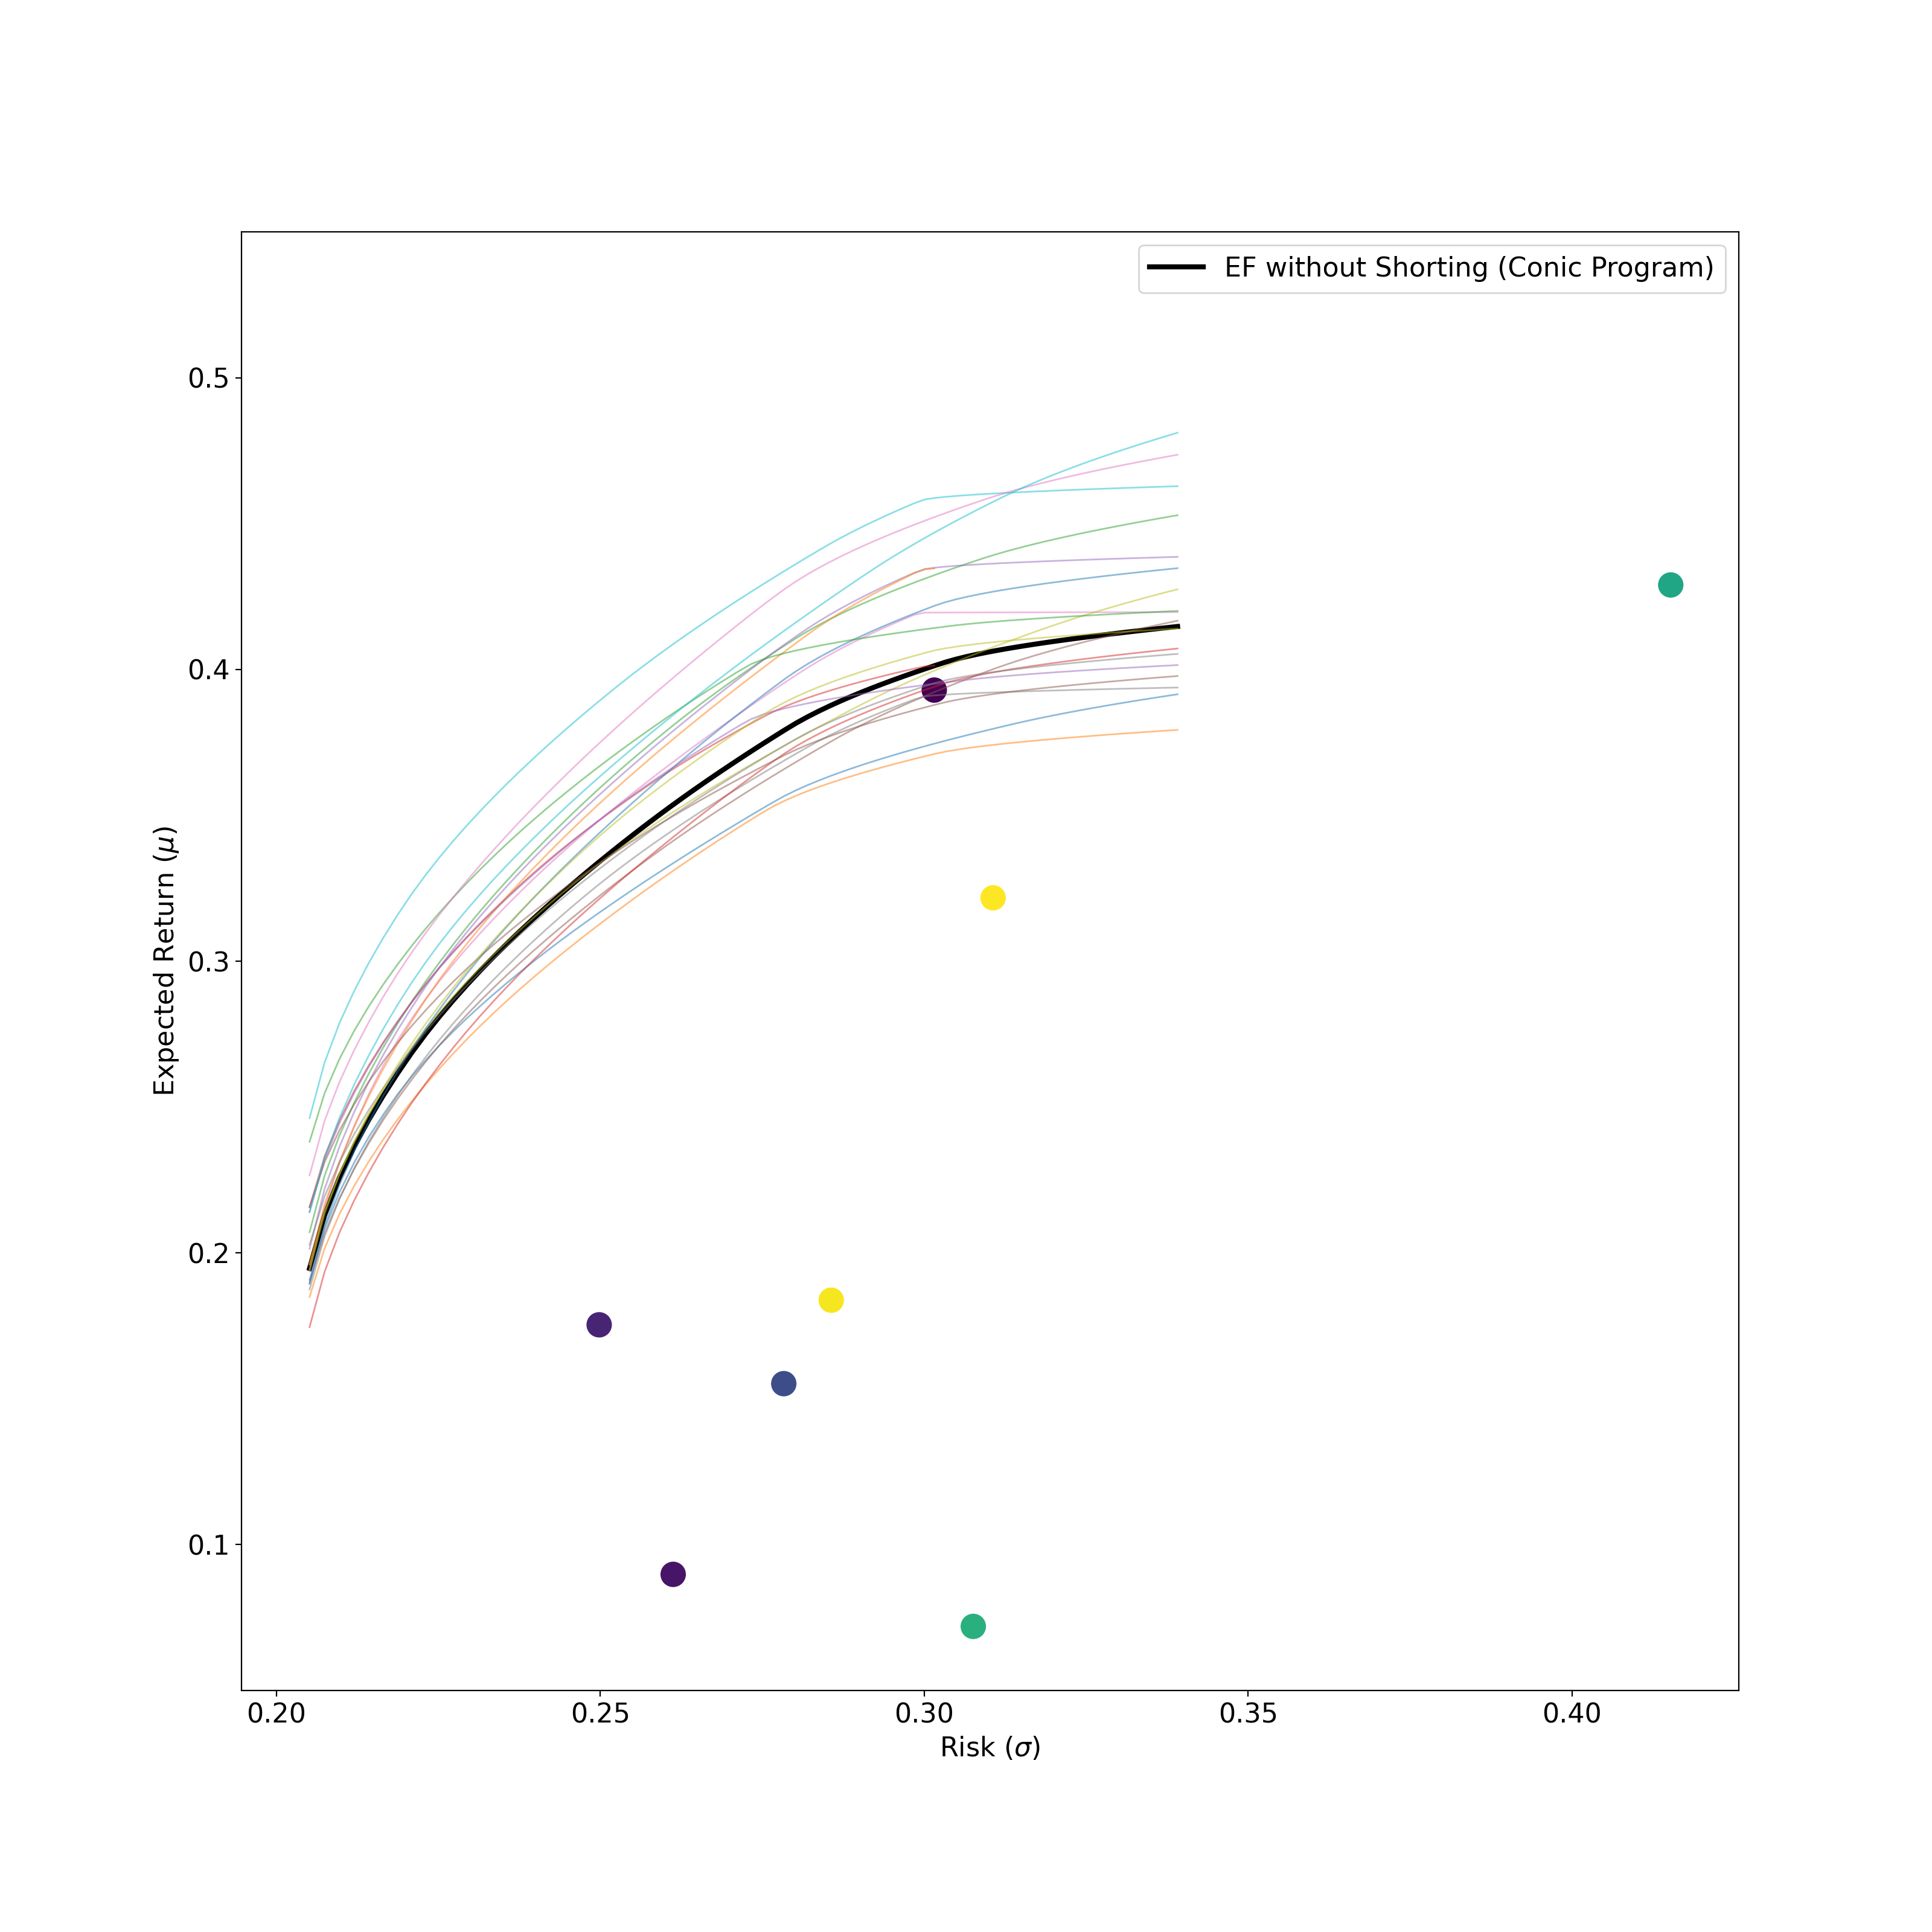 EF without Shorting (Conic Program)
0.5
0.4
0.3
0.2
0.1
Expected Return (μ)
0.20 0.25 0.30 0.35 0.40
Risk (σ)